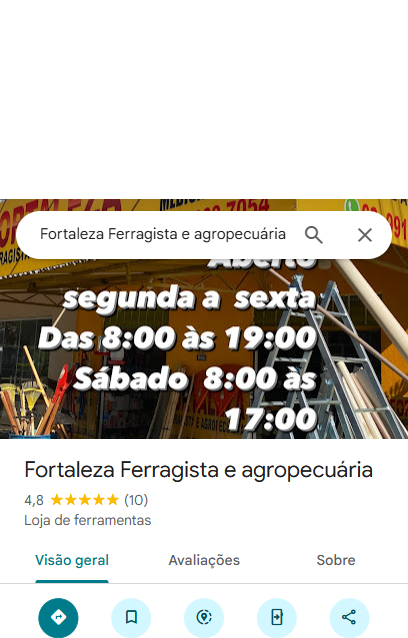 Fortaleza Ferragista e agropecuária
Aberto
segunda a sexta
Das 8:00 às 19:00
Sábado 8:00 às
17:00
Fortaleza Ferragista e agropecuária
4,8 ★★★★★ (10)
Loja de ferramentas
Visão geral Avaliações Sobre